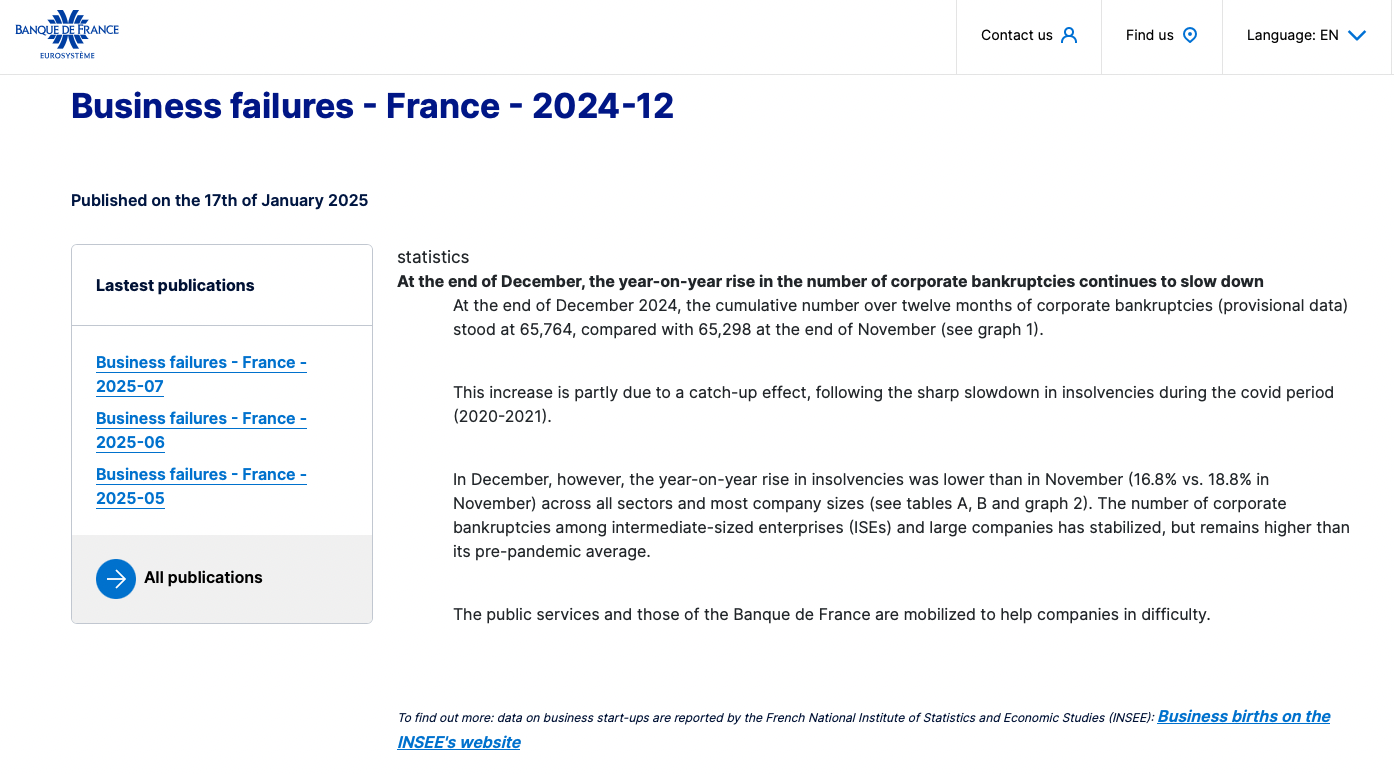 BANQUE DE FRANCE
EUROSYSTÈME
Contact us
Find us
Language: EN
Business failures - France - 2024-12
Published on the 17th of January 2025
Lastest publications
Business failures - France -
2025-07
Business failures - France -
2025-06
Business failures - France -
2025-05
All publications
statistics
At the end of December, the year-on-year rise in the number of corporate bankruptcies continues to slow down
At the end of December 2024, the cumulative number over twelve months of corporate bankruptcies (provisional data)
stood at 65,764, compared with 65,298 at the end of November (see graph 1).
This increase is partly due to a catch-up effect, following the sharp slowdown in insolvencies during the covid period
(2020-2021).
In December, however, the year-on-year rise in insolvencies was lower than in November (16.8% vs. 18.8% in
November) across all sectors and most company sizes (see tables A, B and graph 2). The number of corporate
bankruptcies among intermediate-sized enterprises (ISEs) and large companies has stabilized, but remains higher than
its pre-pandemic average.
The public services and those of the Banque de France are mobilized to help companies in difficulty.
To find out more: data on business start-ups are reported by the French National Institute of Statistics and Economic Studies (INSEE): Business births on the
INSEE's website